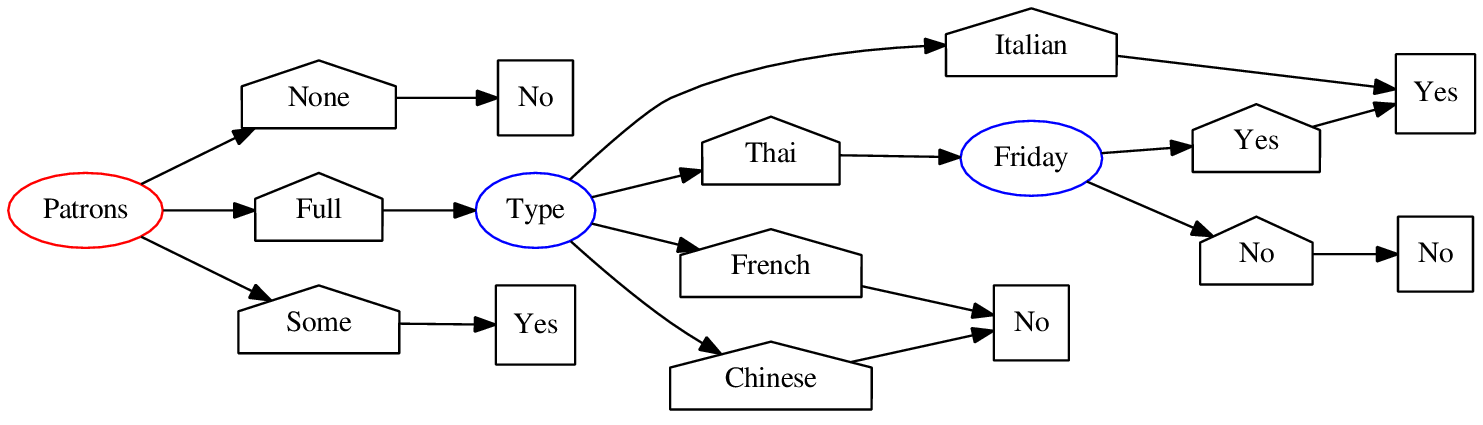 Patrons
None
Full
Some
No
Type
Yes
Italian
Thai
French
Chinese
Friday
No
Yes
No
Yes
No